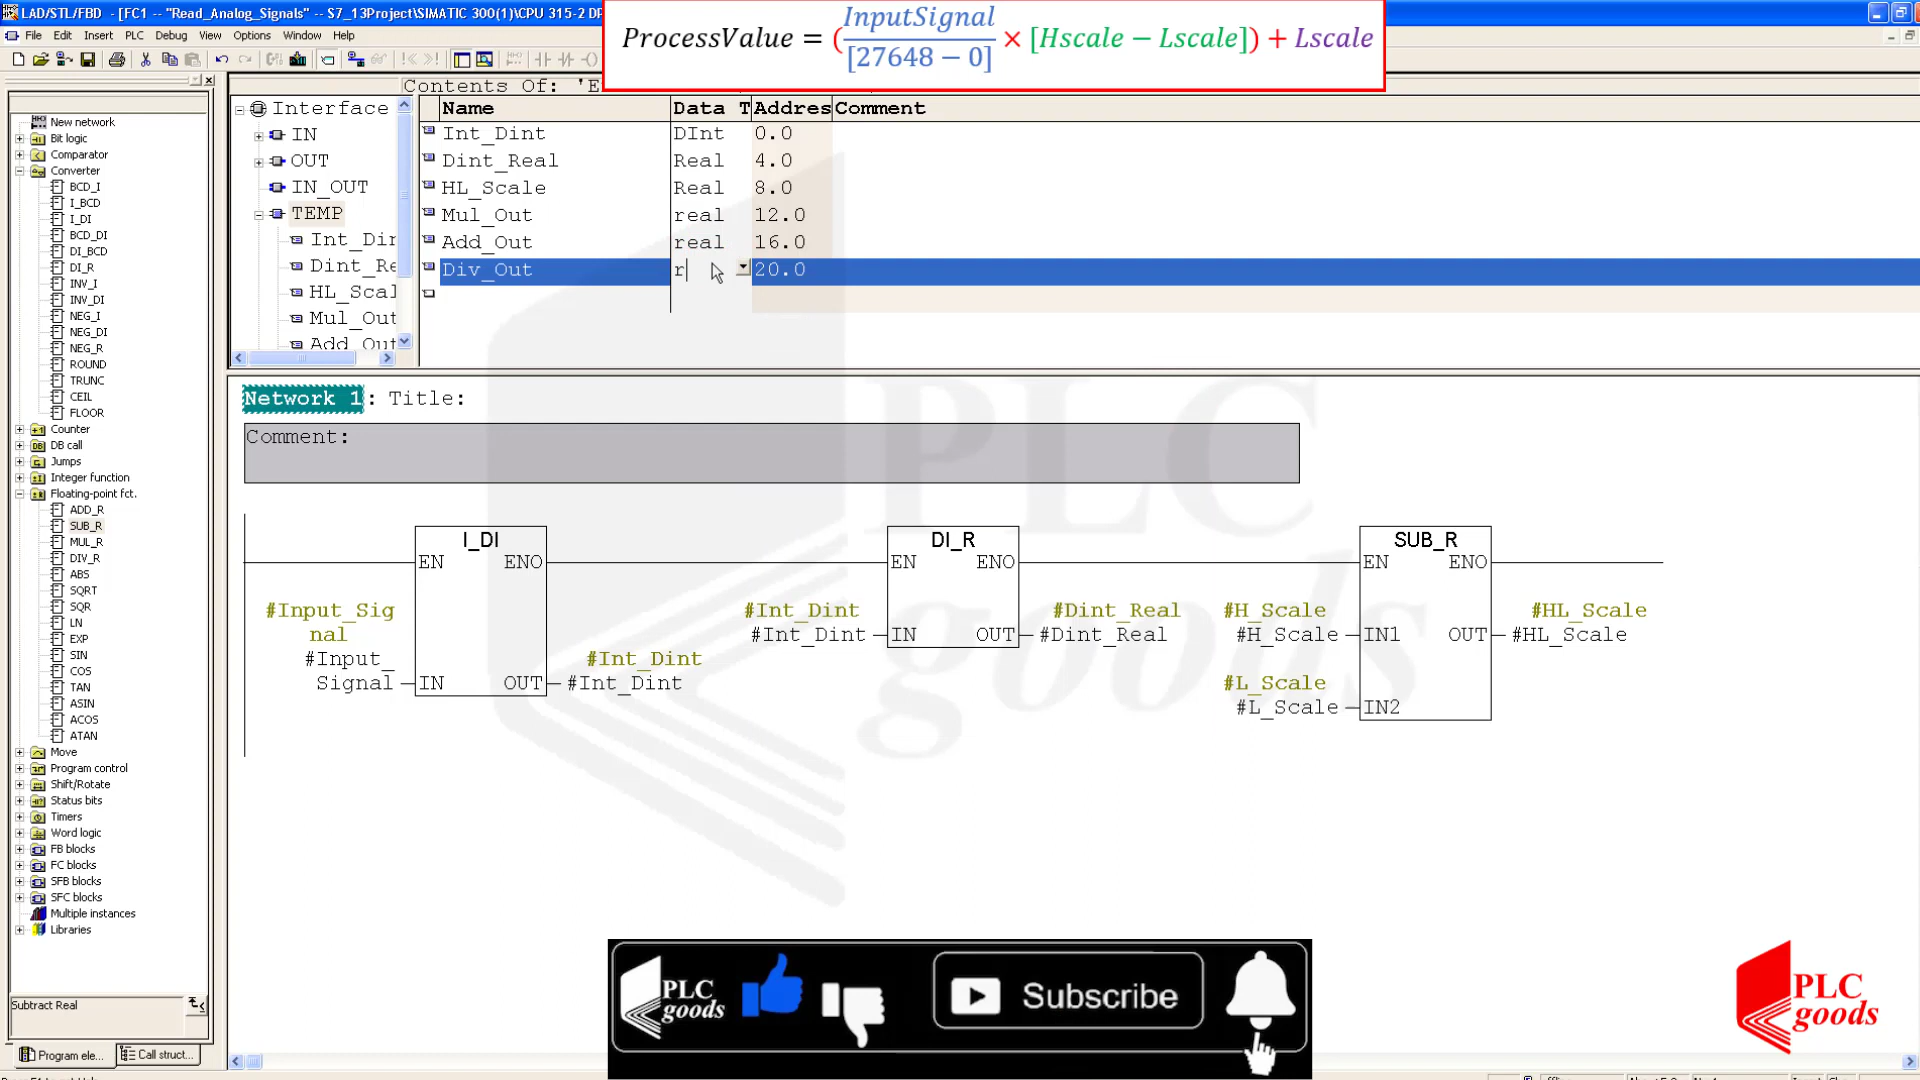 LAD/STL/FBD - [FC1 -- "Read_Analog_Signals" -- S7_13Project\SIMATIC 300(1)\CPU 315-2 DP
File Edit Insert PLC Debug View Options Window Help
ProcessValue = (InputSignal/[27648 − 0] × [Hscale − Lscale]) + Lscale
Contents Of: 'E
Interface
IN
OUT
IN_OUT
TEMP
Int_Din
Dint_Re
HL_Scal
Mul_Out
Add_Out
Name Data T Addres Comment
Int_Dint DInt 0.0
Dint_Real Real 4.0
HL_Scale Real 8.0
Mul_Out real 12.0
Add_Out real 16.0
Div_Out r 20.0
New network
Bit logic
Comparator
Converter
BCD_I
I_BCD
I_DI
BCD_DI
DI_BCD
DI_R
INV_I
INV_DI
NEG_I
NEG_DI
NEG_R
ROUND
TRUNC
CEIL
FLOOR
Counter
DB call
Jumps
Integer function
Floating-point fct.
ADD_R
SUB_R
MUL_R
DIV_R
ABS
SQRT
SQR
LN
EXP
SIN
COS
TAN
ASIN
ACOS
ATAN
Move
Program control
Shift/Rotate
Status bits
Timers
Word logic
FB blocks
FC blocks
SFB blocks
SFC blocks
Multiple instances
Libraries
Subtract Real
Program ele... Call struct...
Network 1: Title:
Comment:
I_DI
EN ENO
#Input_Sig
nal
#Input_
Signal IN OUT
#Int_Dint
#Int_Dint
DI_R
EN ENO
#Int_Dint
#Int_Dint IN OUT
#Dint_Real
#Dint_Real
SUB_R
EN ENO
#H_Scale
#H_Scale IN1 OUT
#HL_Scale
#HL_Scale
#L_Scale
#L_Scale IN2
PLC
goods
PLC
goods
Subscribe
PLC
goods